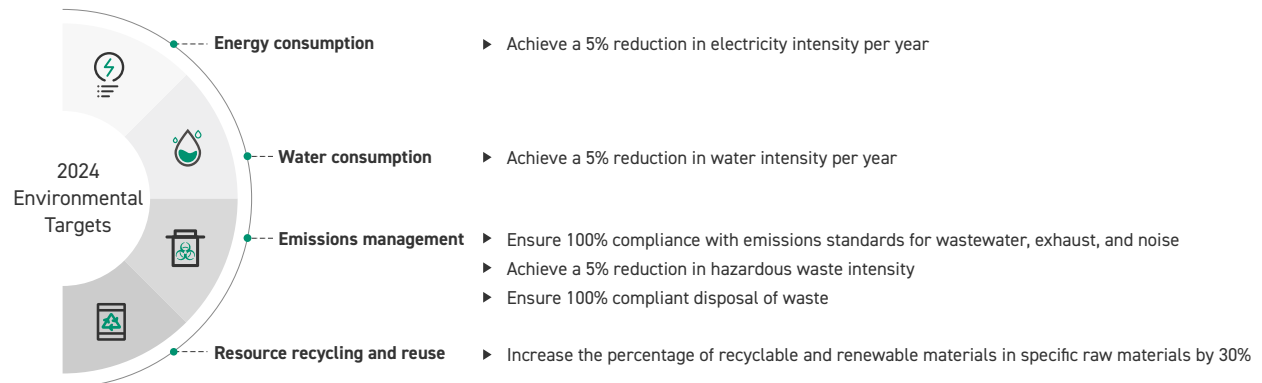 2024
Environmental
Targets
Energy consumption
▶ Achieve a 5% reduction in electricity intensity per year
Water consumption
▶ Achieve a 5% reduction in water intensity per year
Emissions management
▶ Ensure 100% compliance with emissions standards for wastewater, exhaust, and noise
▶ Achieve a 5% reduction in hazardous waste intensity
▶ Ensure 100% compliant disposal of waste
Resource recycling and reuse
▶ Increase the percentage of recyclable and renewable materials in specific raw materials by 30%